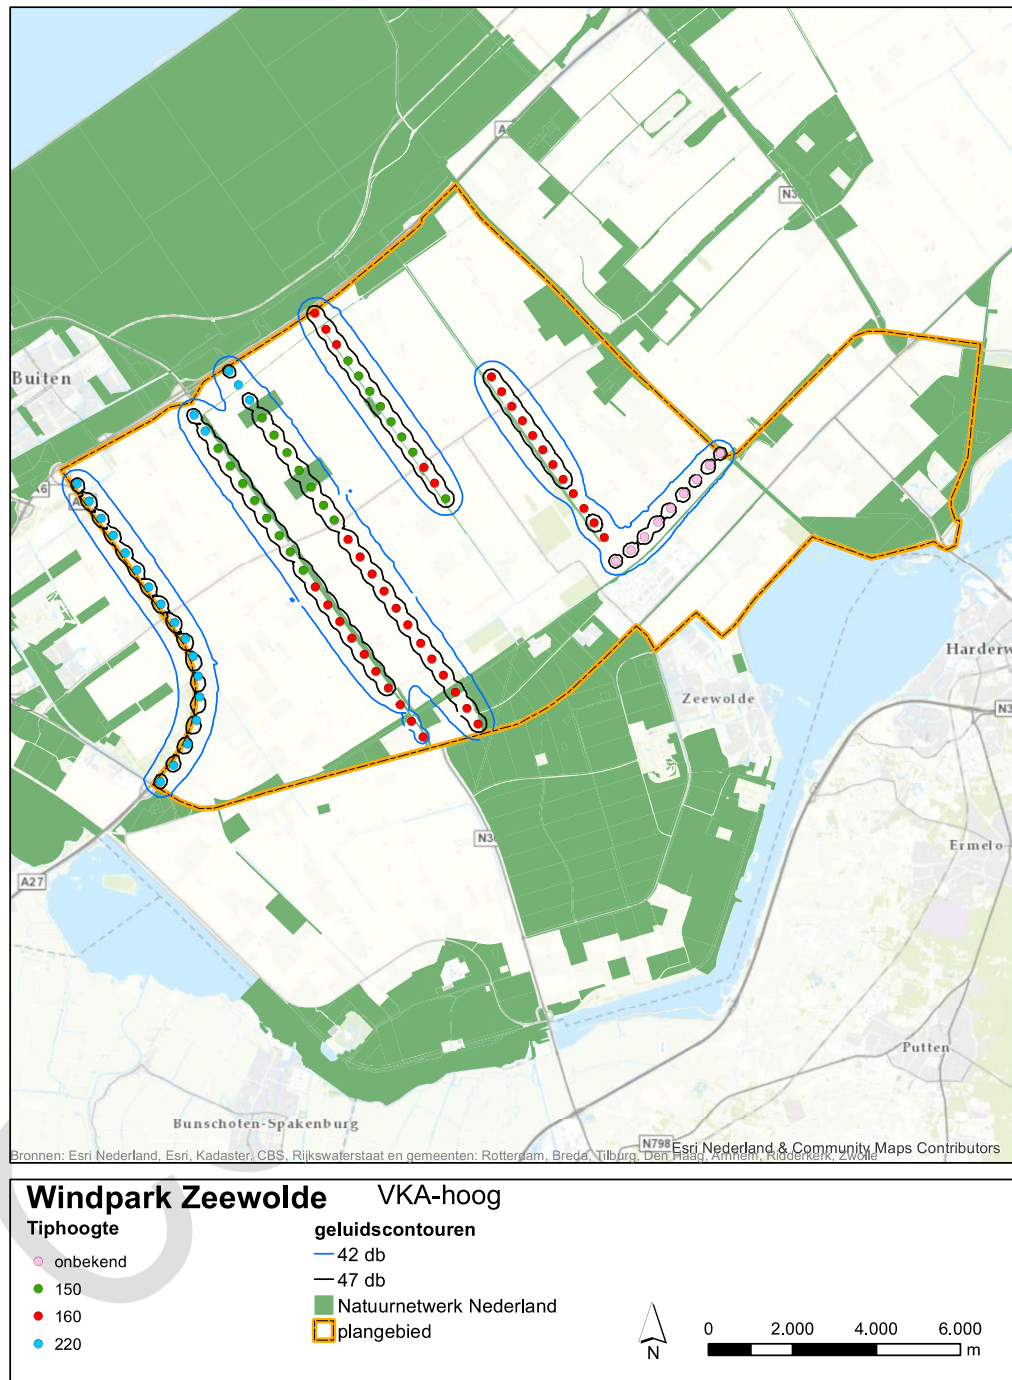 A
N3
Buiten
A6
A
Harderw
N3
Zeewolde
Ermelo
N3
A27
Putten
Bunschoten-Spakenburg
N798
Esri Nederland & Community Maps Contributors
Bronnen: Esri Nederland, Esri, Kadaster, CBS, Rijkswaterstaat en gemeenten: Rotterdam, Breda, Tilburg, Den Haag, Arnhem, Ridderkerk, Zwolle
Windpark Zeewolde VKA-hoog
Tiphoogte
onbekend
150
160
220
geluidscontouren
42 db
47 db
Natuurnetwerk Nederland
plangebied
N
0 2.000 4.000 6.000
m